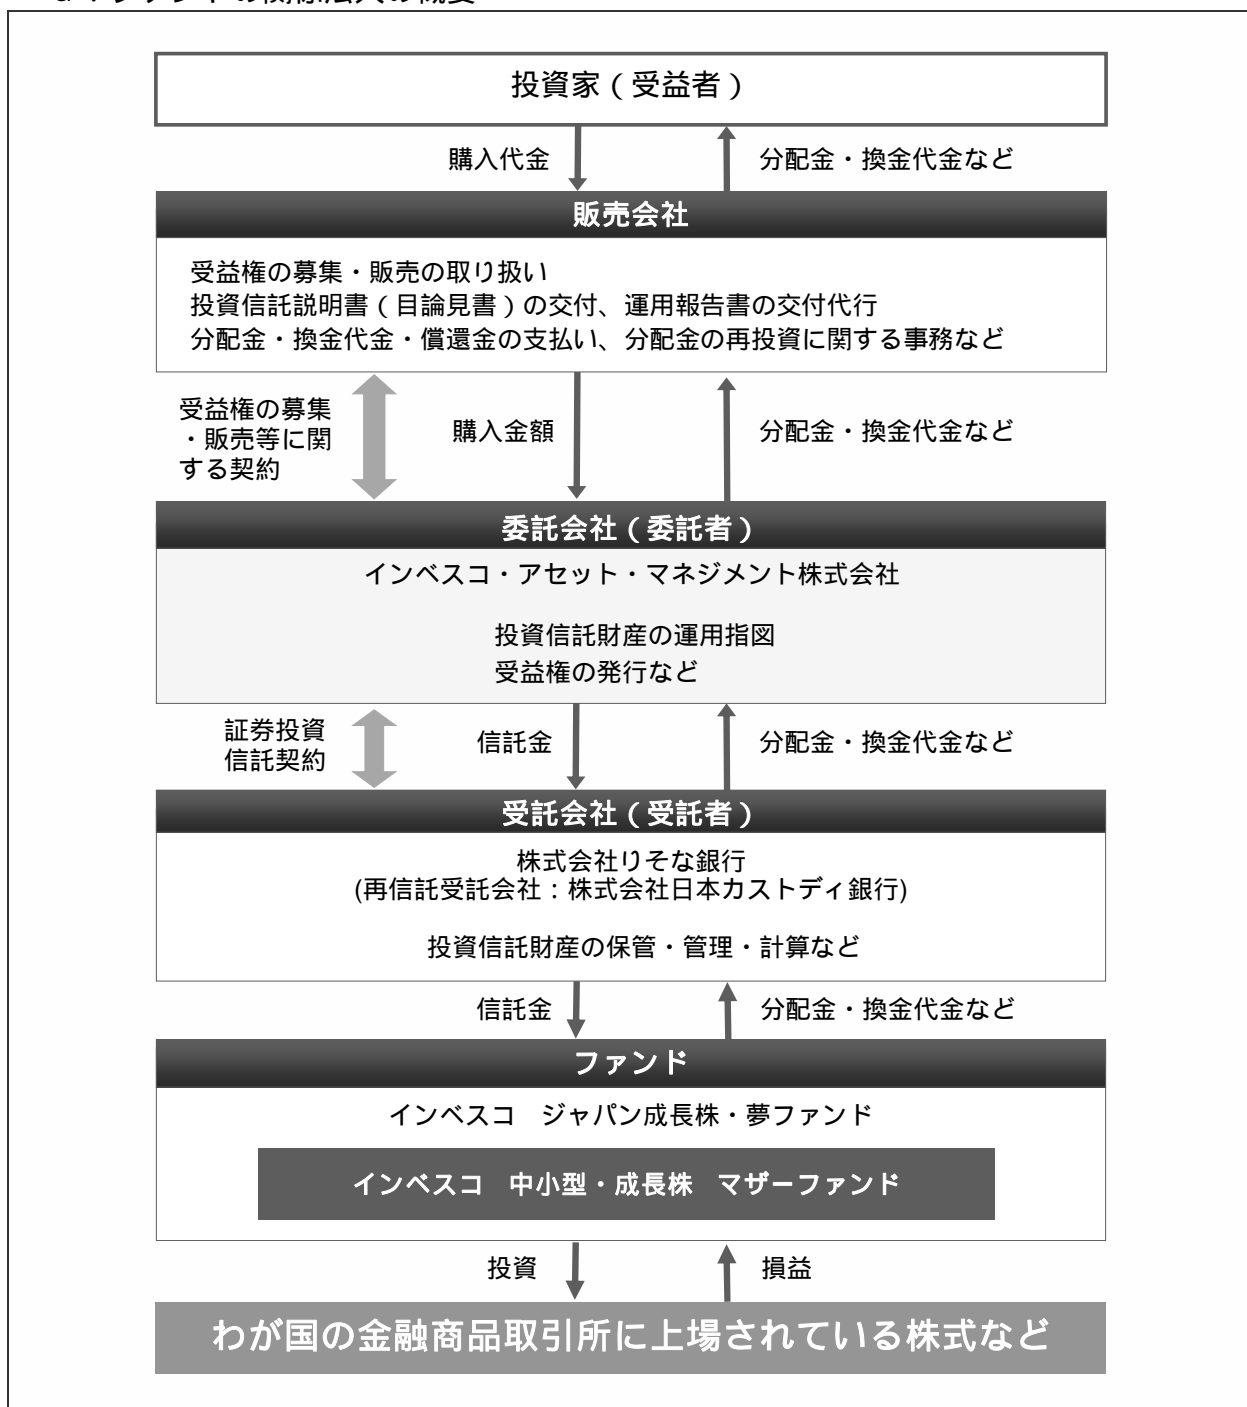 投資家（受益者）
購入代金
分配金・換金代金など
販売会社
受益権の募集・販売の取り扱い
投資信託説明書（目論見書）の交付、運用報告書の交付代行
分配金・換金代金・償還金の支払い、分配金の再投資に関する事務など
受益権の募集
・販売等に関
する契約
購入金額
分配金・換金代金など
委託会社（委託者）
インベスコ・アセット・マネジメント株式会社
投資信託財産の運用指図
受益権の発行など
証券投資
信託契約
信託金
分配金・換金代金など
受託会社（受託者）
株式会社りそな銀行
(再信託受託会社：株式会社日本カストディ銀行)
投資信託財産の保管・管理・計算など
信託金
分配金・換金代金など
ファンド
インベスコ　ジャパン成長株・夢ファンド
インベスコ　中小型・成長株　マザーファンド
投資
損益
わが国の金融商品取引所に上場されている株式など